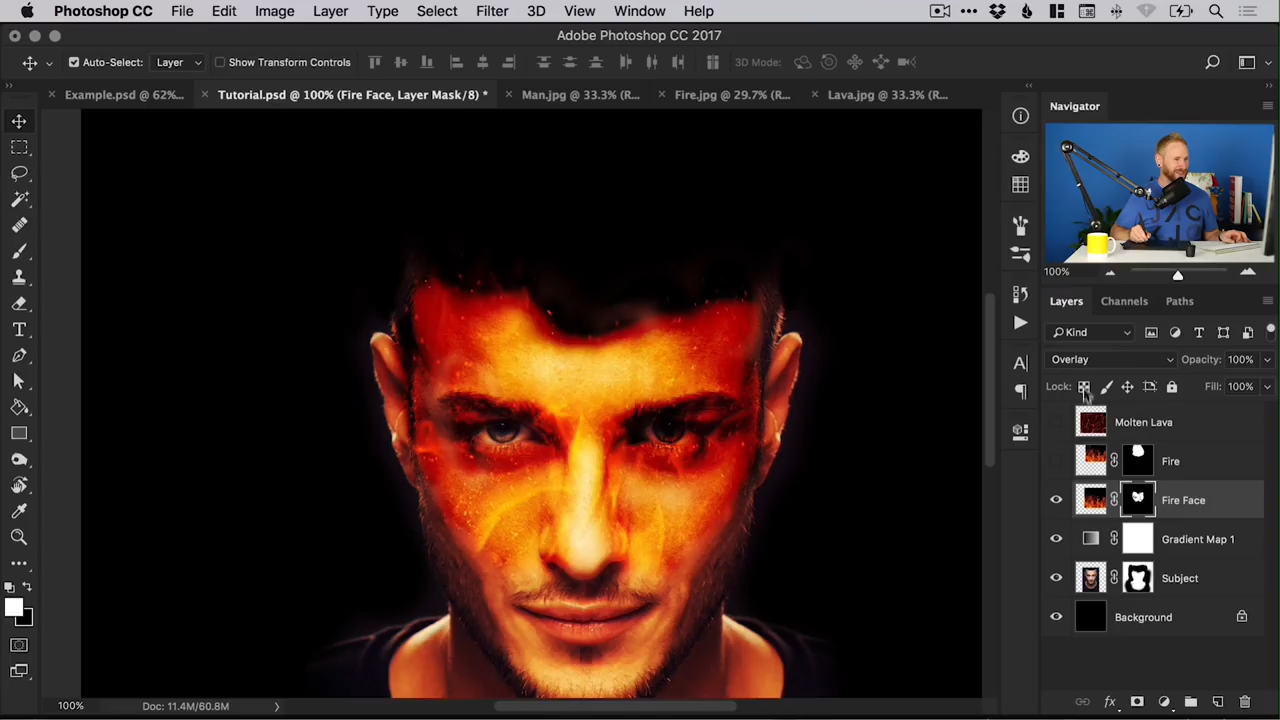 Photoshop CC File Edit Image Layer Type Select Filter 3D View Window Help
Adobe Photoshop CC 2017
Auto-Select: Layer Show Transform Controls 3D Mode:
Example.psd @ 62%... Tutorial.psd @ 100% (Fire Face, Layer Mask/8) * Man.jpg @ 33.3% (R... Fire.jpg @ 29.7% (R... Lava.jpg @ 33.3% (R...
Navigator
JACK
100%
Layers Channels Paths
Kind
Overlay Opacity: 100%
Lock: Fill: 100%
Molten Lava
Fire
Fire Face
Gradient Map 1
Subject
Background
100% Doc: 11.4M/60.8M